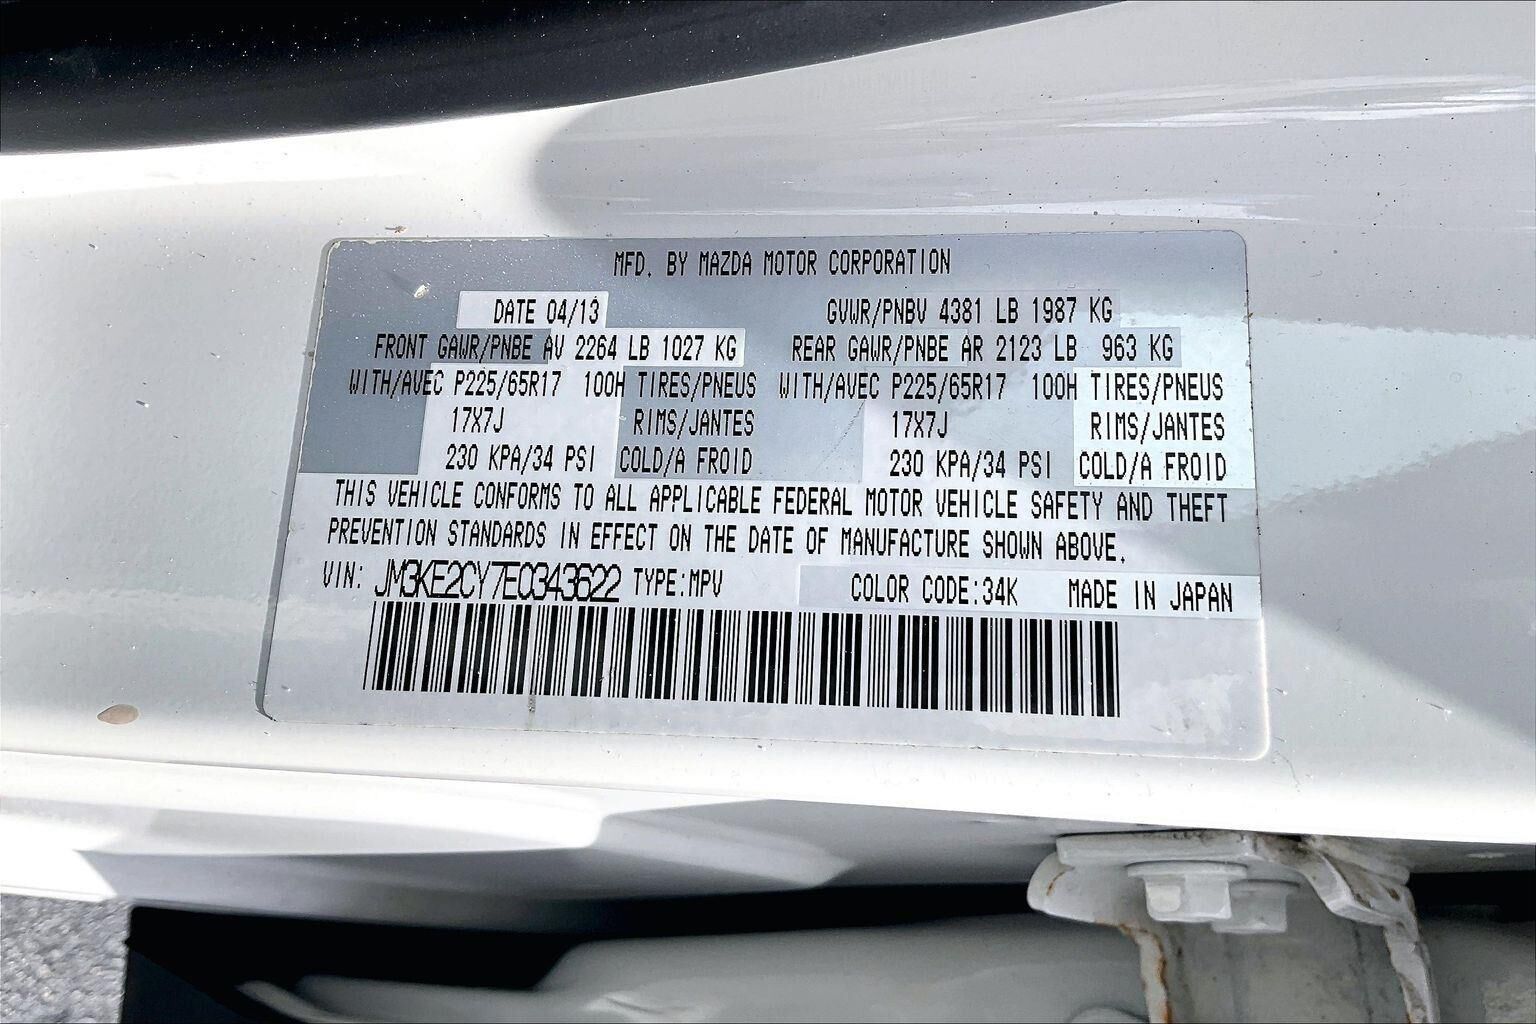 MFD. BY MAZDA MOTOR CORPORATION
DATE 04/13 GVWR/PNBV 4381 LB 1987 KG
FRONT GAWR/PNBE AV 2264 LB 1027 KG REAR GAWR/PNBE AR 2123 LB 963 KG
WITH/AVEC P225/65R17 100H TIRES/PNEUS WITH/AVEC P225/65R17 100H TIRES/PNEUS
17X7J RIMS/JANTES 17X7J RIMS/JANTES
230 KPA/34 PSI COLD/A FROID 230 KPA/34 PSI COLD/A FROID
THIS VEHICLE CONFORMS TO ALL APPLICABLE FEDERAL MOTOR VEHICLE SAFETY AND THEFT
PREVENTION STANDARDS IN EFFECT ON THE DATE OF MANUFACTURE SHOWN ABOVE.
VIN: JM3KE2CY7E0343622 TYPE:MPV COLOR CODE:34K MADE IN JAPAN